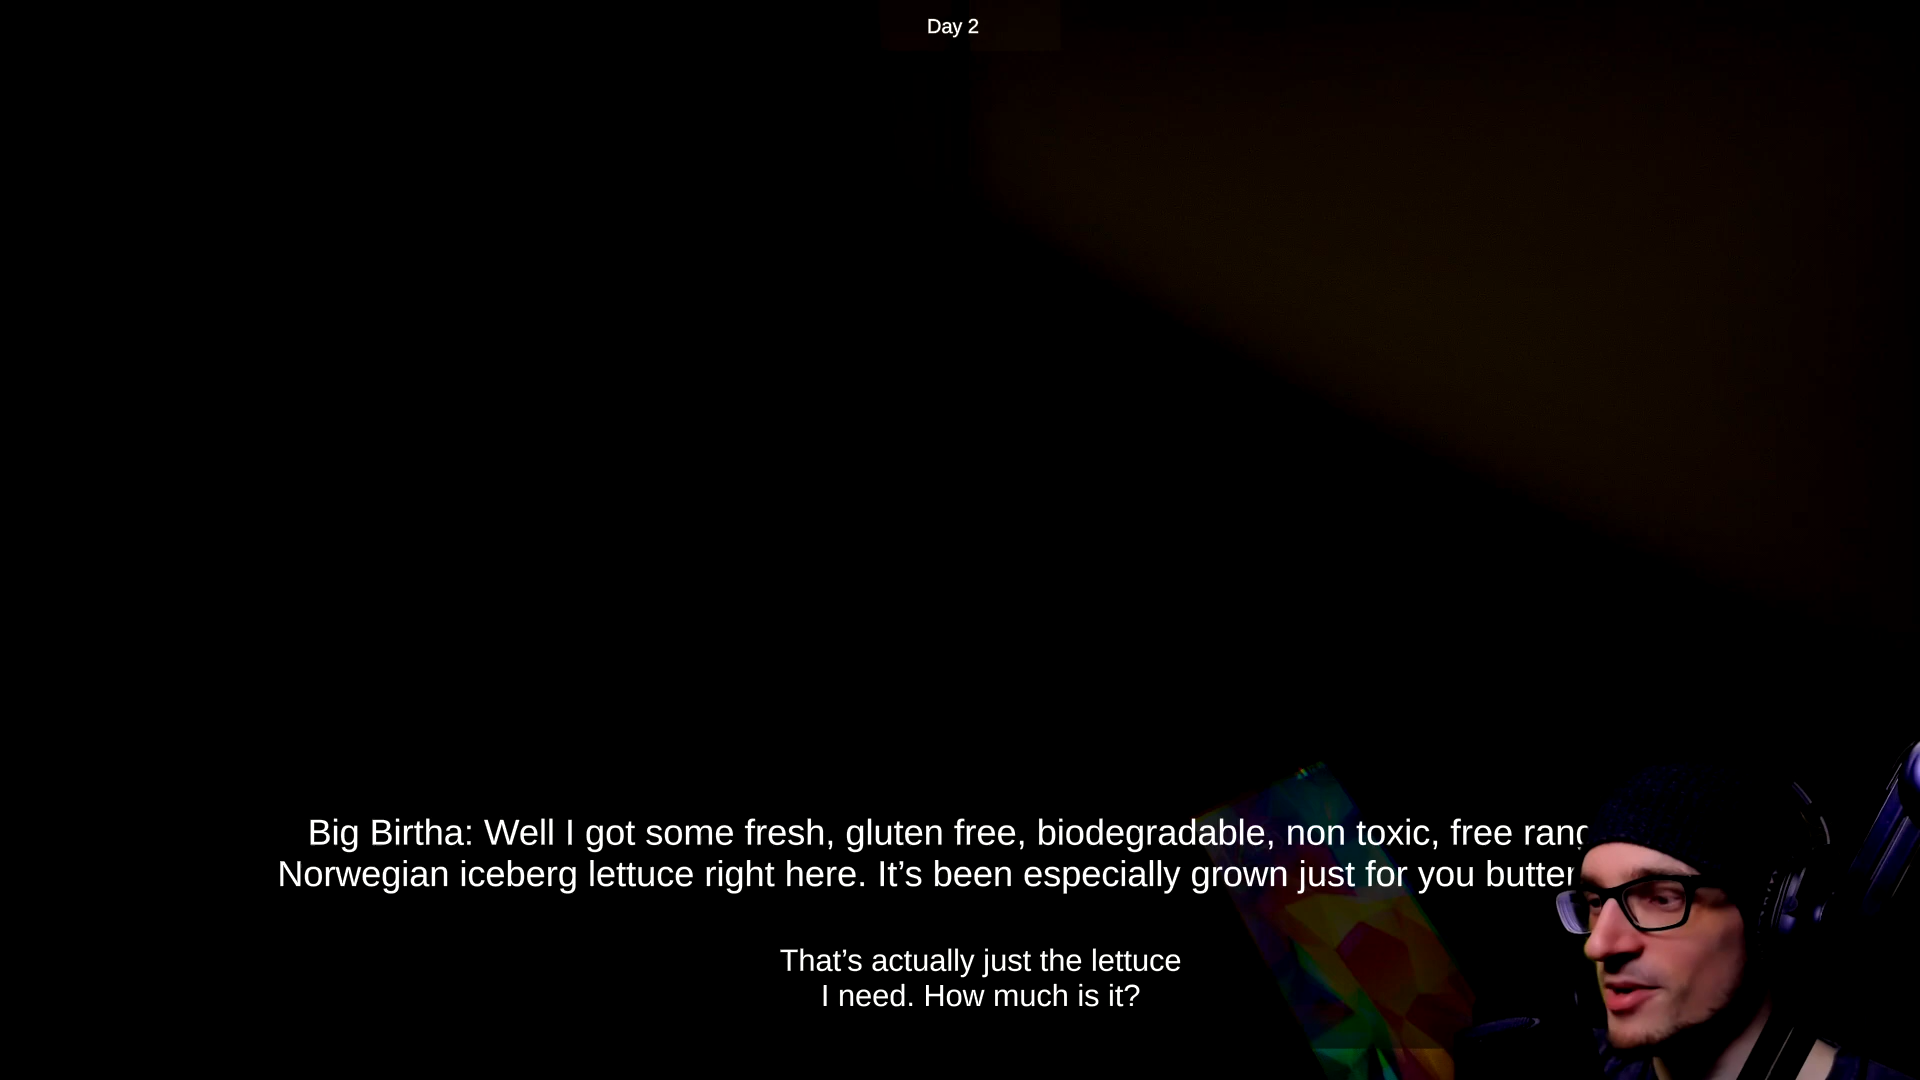 Day 2
Big Birtha: Well I got some fresh, gluten free, biodegradable, non toxic, free
Norwegian iceberg lettuce right here. It’s been especially grown just for you
That’s actually just the lettuce
I need. How much is it?